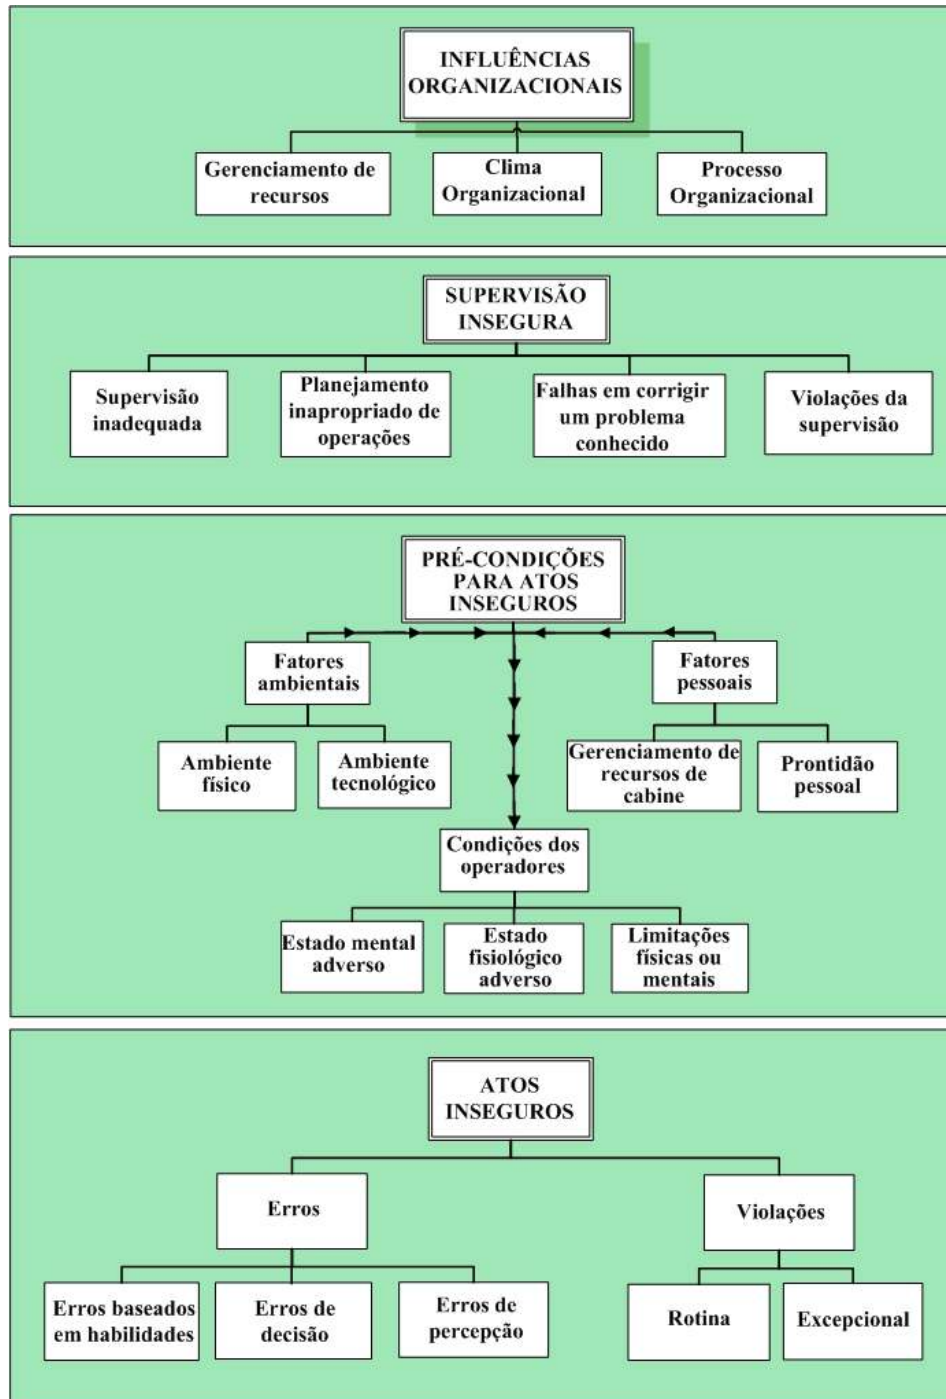 INFLUÊNCIAS
ORGANIZACIONAIS
Gerenciamento de
recursos
Clima
Organizacional
Processo
Organizacional
SUPERVISÃO
INSEGURA
Supervisão
inadequada
Planejamento
inapropriado de
operações
Falhas em corrigir
um problema
conhecido
Violações da
supervisão
PRÉ-CONDIÇÕES
PARA ATOS
INSEGUROS
Fatores
ambientais
Fatores
pessoais
Ambiente
físico
Ambiente
tecnológico
Gerenciamento de
recursos de
cabine
Prontidão
pessoal
Condições dos
operadores
Estado mental
adverso
Estado
fisiológico
adverso
Limitações
físicas ou
mentais
ATOS
INSEGUROS
Erros
Violações
Erros baseados
em habilidades
Erros de
decisão
Erros de
percepção
Rotina
Excepcional